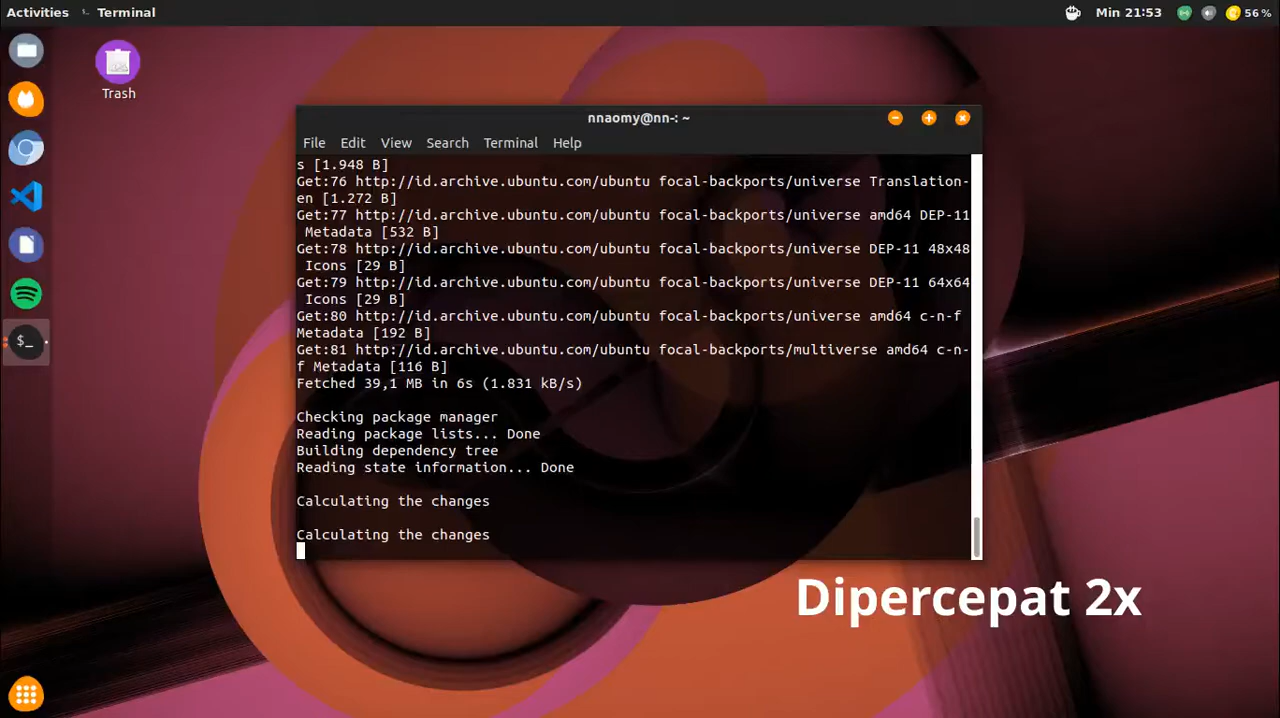 Activities
Terminal
Min 21:53
56 %
Trash
nnaomy@nn-: ~
File Edit View Search Terminal Help
s [1.948 B]
Get:76 http://id.archive.ubuntu.com/ubuntu focal-backports/universe Translation-
en [1.272 B]
Get:77 http://id.archive.ubuntu.com/ubuntu focal-backports/universe amd64 DEP-11
Metadata [532 B]
Get:78 http://id.archive.ubuntu.com/ubuntu focal-backports/universe DEP-11 48x48
Icons [29 B]
Get:79 http://id.archive.ubuntu.com/ubuntu focal-backports/universe DEP-11 64x64
Icons [29 B]
Get:80 http://id.archive.ubuntu.com/ubuntu focal-backports/universe amd64 c-n-f
Metadata [192 B]
Get:81 http://id.archive.ubuntu.com/ubuntu focal-backports/multiverse amd64 c-n-
f Metadata [116 B]
Fetched 39,1 MB in 6s (1.831 kB/s)
Checking package manager
Reading package lists... Done
Building dependency tree
Reading state information... Done
Calculating the changes
Calculating the changes
$_
Dipercepat 2x